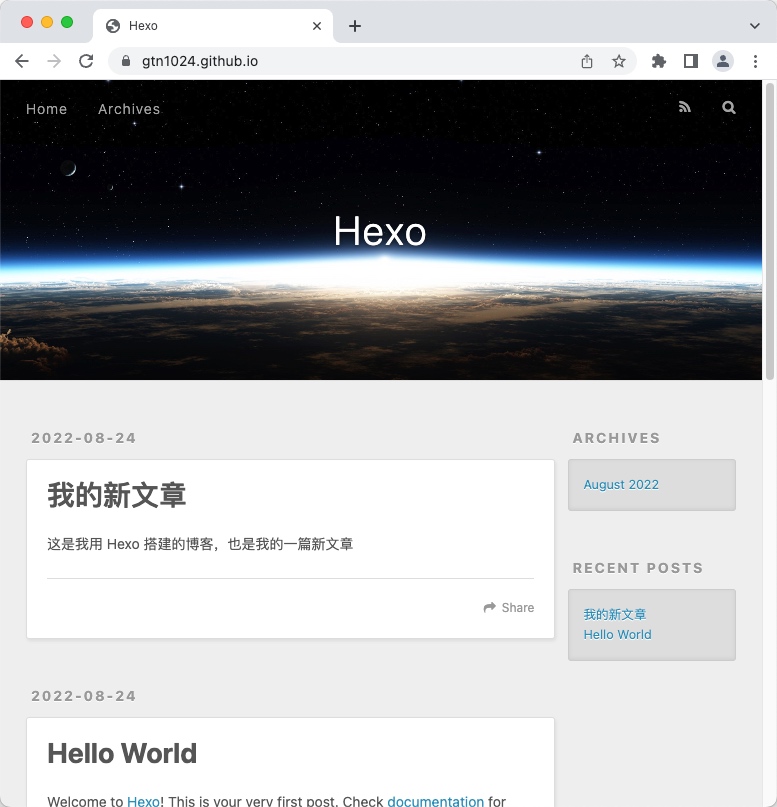 Hexo
gtn1024.github.io
Home Archives
Hexo
2022-08-24
我的新文章
这是我用 Hexo 搭建的博客，也是我的一篇新文章
Share
2022-08-24
Hello World
Welcome to Hexo! This is your very first post. Check documentation for
ARCHIVES
August 2022
RECENT POSTS
我的新文章
Hello World